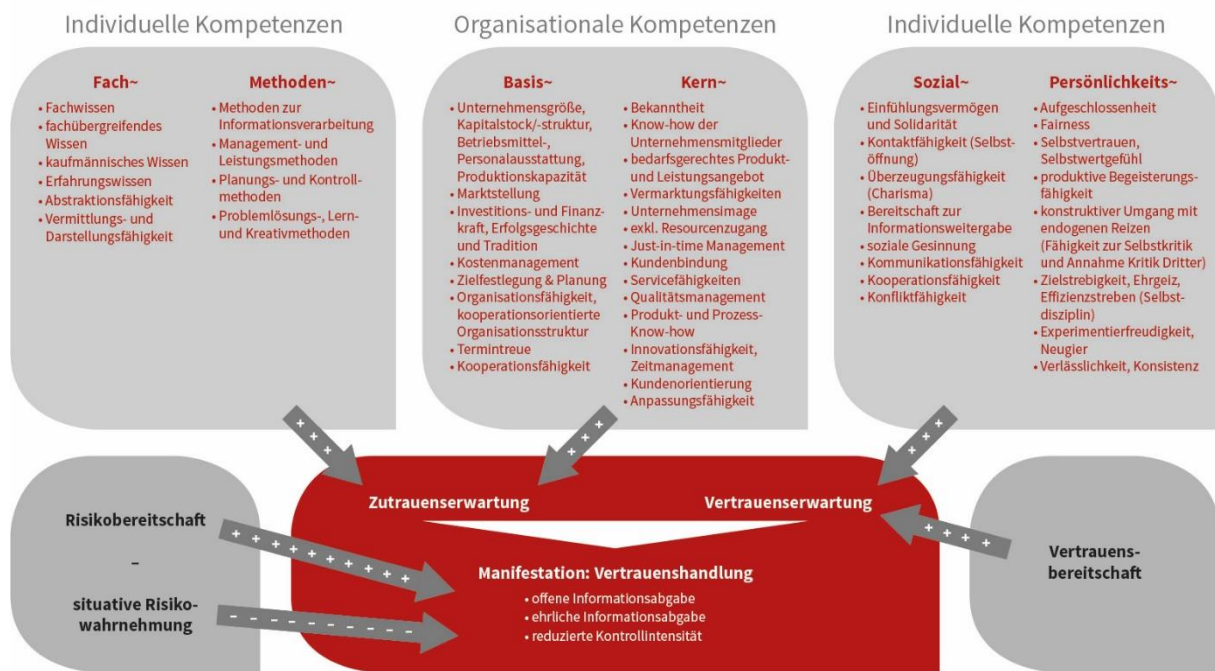 Individuelle Kompetenzen
Fach~
• Fachwissen
• fachübergreifendes
Wissen
• kaufmännisches Wissen
• Erfahrungswissen
• Abstraktionsfähigkeit
• Vermittlungs- und
Darstellungsfähigkeit
Methoden~
• Methoden zur
Informationsverarbeitung
• Management- und
Leistungsmethoden
• Planungs- und Kontroll-
methoden
• Problemlösungs-, Lern-
und Kreativmethoden
Organisationale Kompetenzen
Basis~
• Unternehmensgröße,
Kapitalstock/-struktur,
Betriebsmittel-,
Personalausstattung,
Produktionskapazität
• Marktstellung
• Investitions- und Finanz-
kraft, Erfolgsgeschichte
und Tradition
• Kostenmanagement
• Zielfestlegung & Planung
• Organisationsfähigkeit,
kooperationsorientierte
Organisationsstruktur
• Termintreue
• Kooperationsfähigkeit
Kern~
• Bekanntheit
• Know-how der
Unternehmensmitglieder
• bedarfsgerechtes Produkt-
und Leistungsangebot
• Vermarktungsfähigkeiten
• Unternehmensimage
• exkl. Resourcenzugang
• Just-in-time Management
• Kundenbindung
• Servicefähigkeiten
• Qualitätsmanagement
• Produkt- und Prozess-
Know-how
• Innovationsfähigkeit,
Zeitmanagement
• Kundenorientierung
• Anpassungsfähigkeit
Individuelle Kompetenzen
Sozial~
• Einfühlungsvermögen
und Solidarität
• Kontaktfähigkeit (Selbst-
öffnung)
• Überzeugungsfähigkeit
(Charisma)
• Bereitschaft zur
Informationsweitergabe
• soziale Gesinnung
• Kommunikationsfähigkeit
• Kooperationsfähigkeit
• Konfliktfähigkeit
Persönlichkeits~
• Aufgeschlossenheit
• Fairness
• Selbstvertrauen,
Selbstwertgefühl
• produktive Begeisterungs-
fähigkeit
• konstruktiver Umgang mit
endogenen Reizen
(Fähigkeit zur Selbstkritik
und Annahme Kritik Dritter)
• Zielstrebigkeit, Ehrgeiz,
Effizienzstreben (Selbst-
disziplin)
• Experimentierfreudigkeit,
Neugier
• Verlässlichkeit, Konsistenz
+ + +
+ + +
+ + +
Zutrauenserwartung
Vertrauenserwartung
Risikobereitschaft
–
situative Risiko-
wahrnehmung
+ + + + + + + + + +
– – – – – – – – –
Manifestation: Vertrauenshandlung
• offene Informationsabgabe
• ehrliche Informationsabgabe
• reduzierte Kontrollintensität
+ + + +
Vertrauens-
bereitschaft